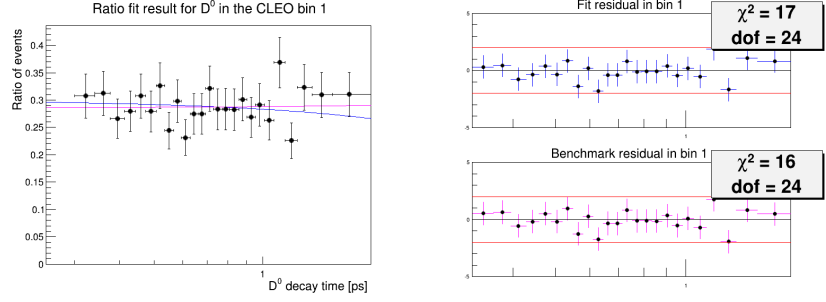 Ratio fit result for D⁰ in the CLEO bin 1
Ratio of events
0.4
0.35
0.3
0.25
0.2
0.15
0.1
0.05
0
1
D⁰ decay time [ps]
Fit residual in bin 1
χ² = 17
dof = 24
5
0
-5
1
Benchmark residual in bin 1
χ² = 16
dof = 24
5
0
-5
1